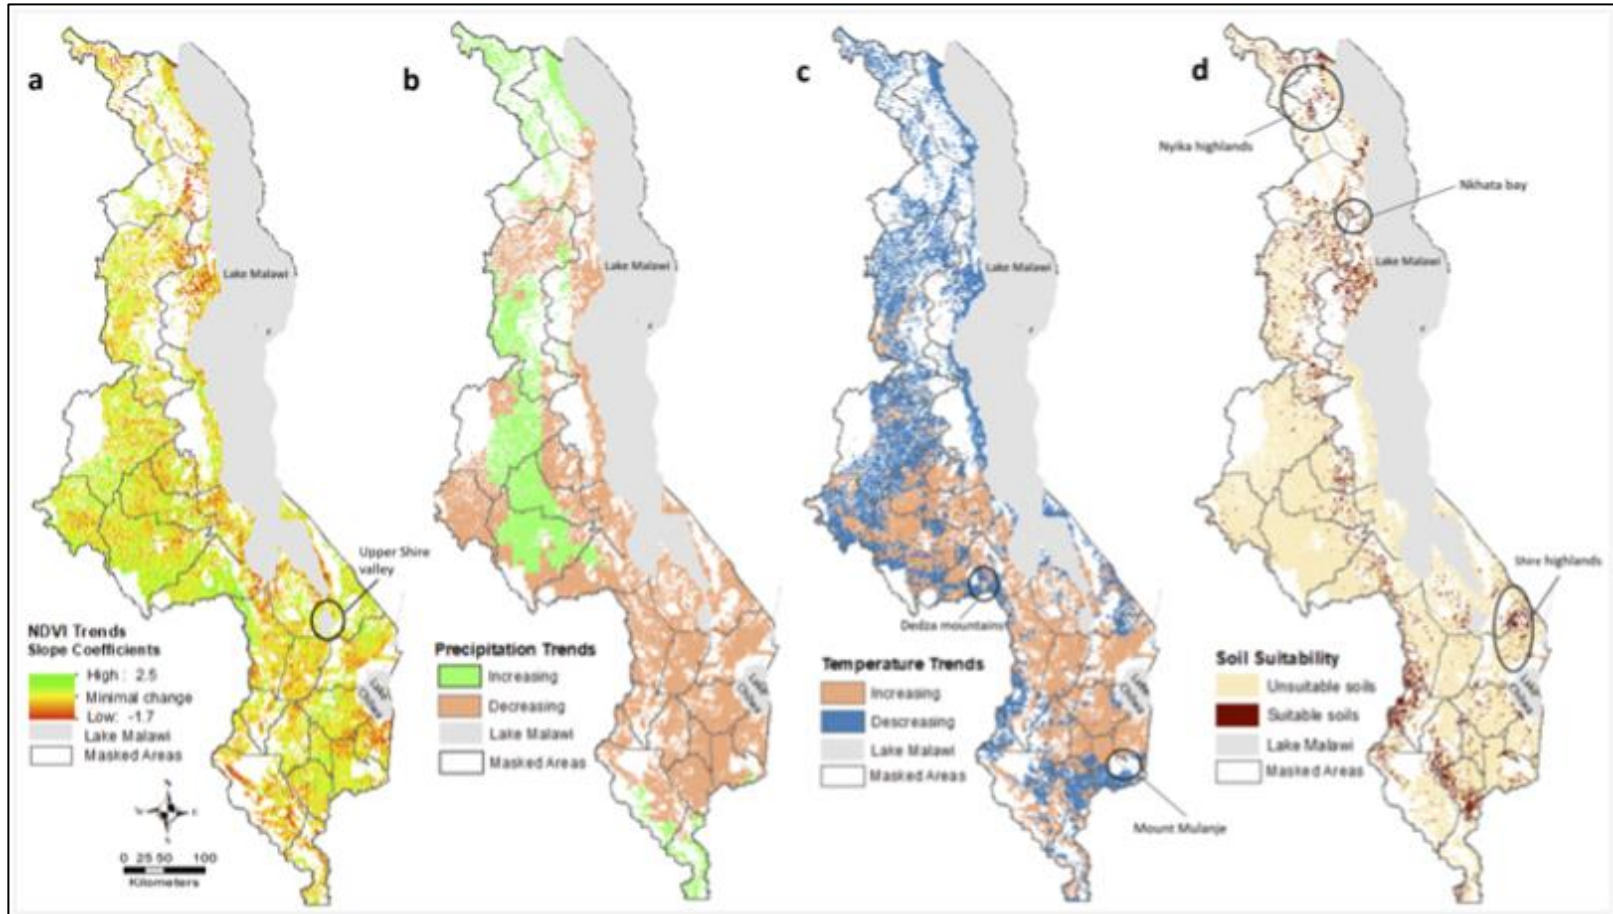 a
Lake Malawi
Upper Shire
valley
NDVI Trends
Slope Coefficients
High : 2.5
Minimal change
Low: -1.7
Lake Malawi
Masked Areas
0 25 50 100
Kilometers
b
Lake Malawi
Precipitation Trends
Increasing
Decreasing
Lake Malawi
Masked Areas
c
Lake Malawi
Dedza mountains
Temperature Trends
Increasing
Descreasing
Lake Malawi
Masked Areas
Mount Mulanje
d
Nyika highlands
Nkhata bay
Lake Malawi
Shire highlands
Soil Suitability
Unsuitable soils
Suitable soils
Lake Malawi
Masked Areas